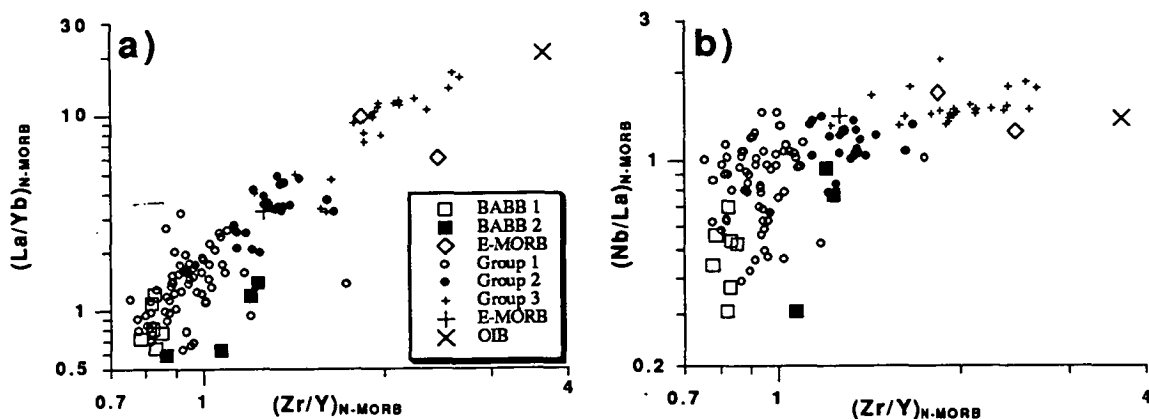 a)
30
10
1
0.5
0.7
1
4
(La/Yb)N-MORB
(Zr/Y)N-MORB
BABB 1
BABB 2
E-MORB
Group 1
Group 2
Group 3
E-MORB
OIB
b)
3
1
0.2
0.7
1
4
(Nb/La)N-MORB
(Zr/Y)N-MORB